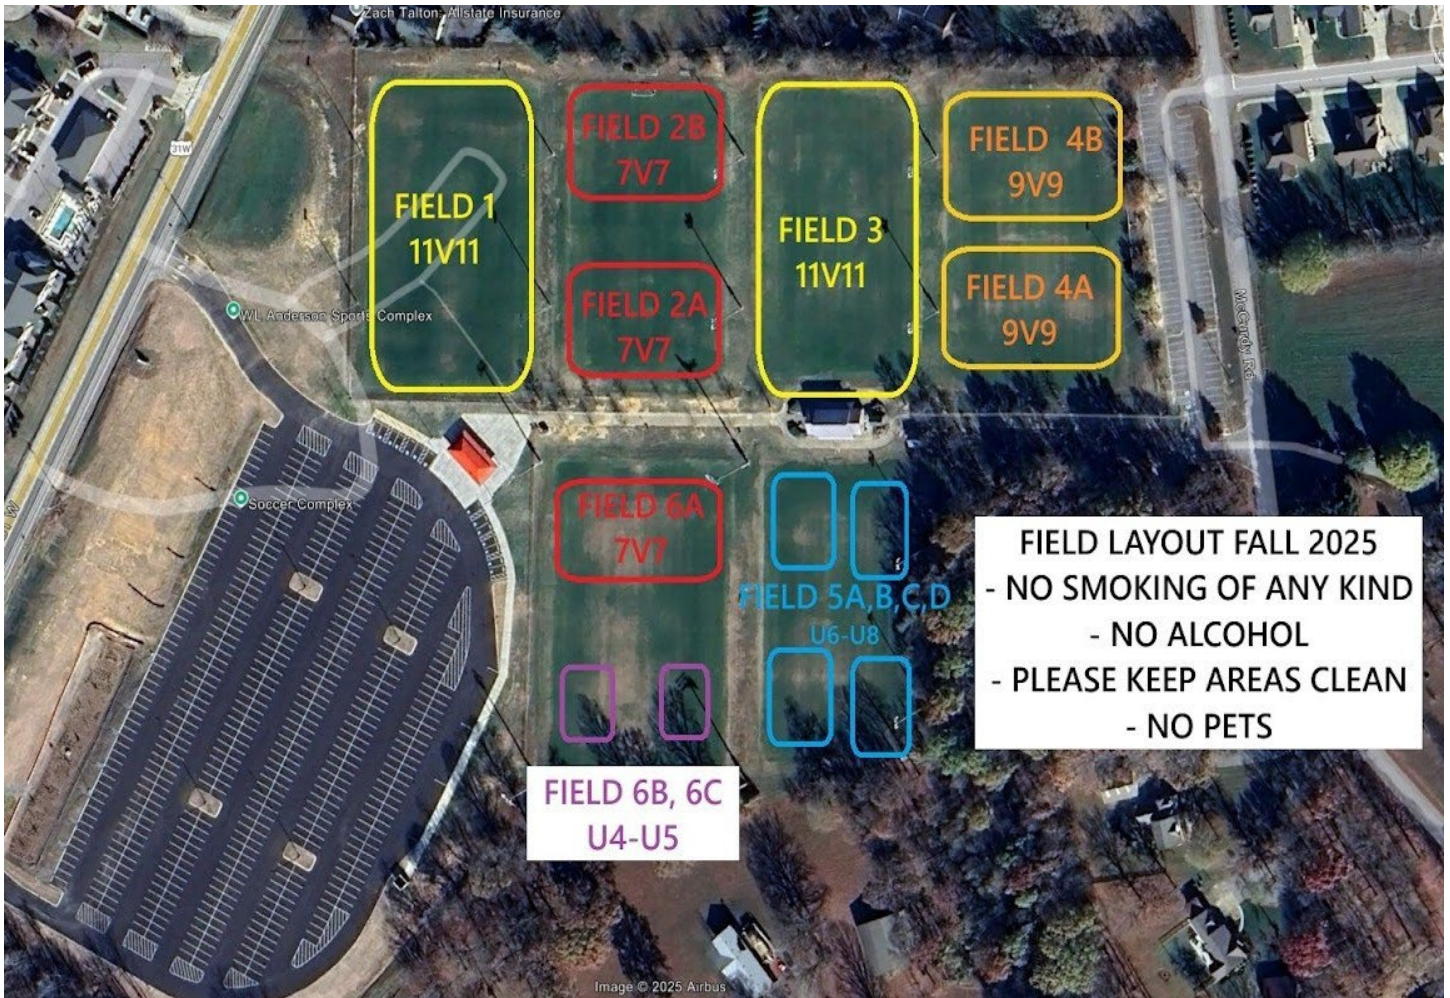 Zach Talton: Allstate Insurance
31W
FIELD 1
11V11
FIELD 2B
7V7
FIELD 2A
7V7
FIELD 3
11V11
FIELD 4B
9V9
FIELD 4A
9V9
WL Anderson Sports Complex
McCurdy Rd
Soccer Complex
W
FIELD 6A
7V7
FIELD 5A,B,C,D
U6-U8
FIELD 6B, 6C
U4-U5
FIELD LAYOUT FALL 2025
- NO SMOKING OF ANY KIND
- NO ALCOHOL
- PLEASE KEEP AREAS CLEAN
- NO PETS
Image © 2025 Airbus